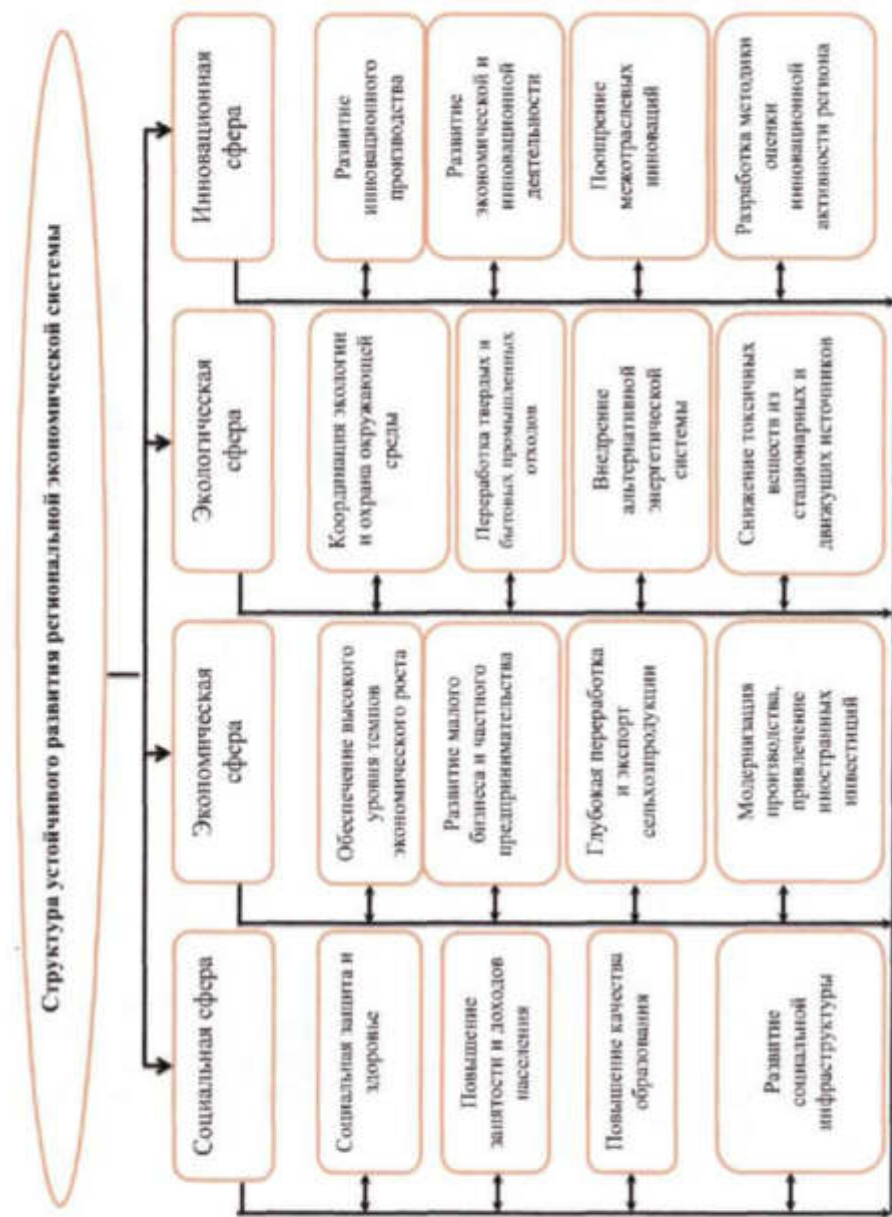 Структура устойчивого развития региональной экономической системы
Социальная сфера
Социальная защита и
здоровье
Повышение
занятости и доходов
населения
Повышение качества
образования
Развитие
социальной
инфраструктуры
Экономическая
сфера
Обеспечение высокого
уровня темпов
экономического роста
Развитие малого
бизнеса и частного
предпринимательства
Глубокая переработка
и экспорт
сельхозпродукции
Модернизация
производства,
привлечение
иностранных
инвестиций
Экологическая
сфера
Координация экологии
и охрана окружающей
среды
Переработка твердых и
бытовых промышленных
отходов
Внедрение
альтернативной
энергетической
системы
Снижение токсичных
веществ из
стационарных и
движущих источников
Инновационная
сфера
Развитие
инновационного
производства
Развитие
экономической и
инновационной
деятельности
Поощрение
межотраслевых
инноваций
Разработка методики
оценки
инновационной
активности региона